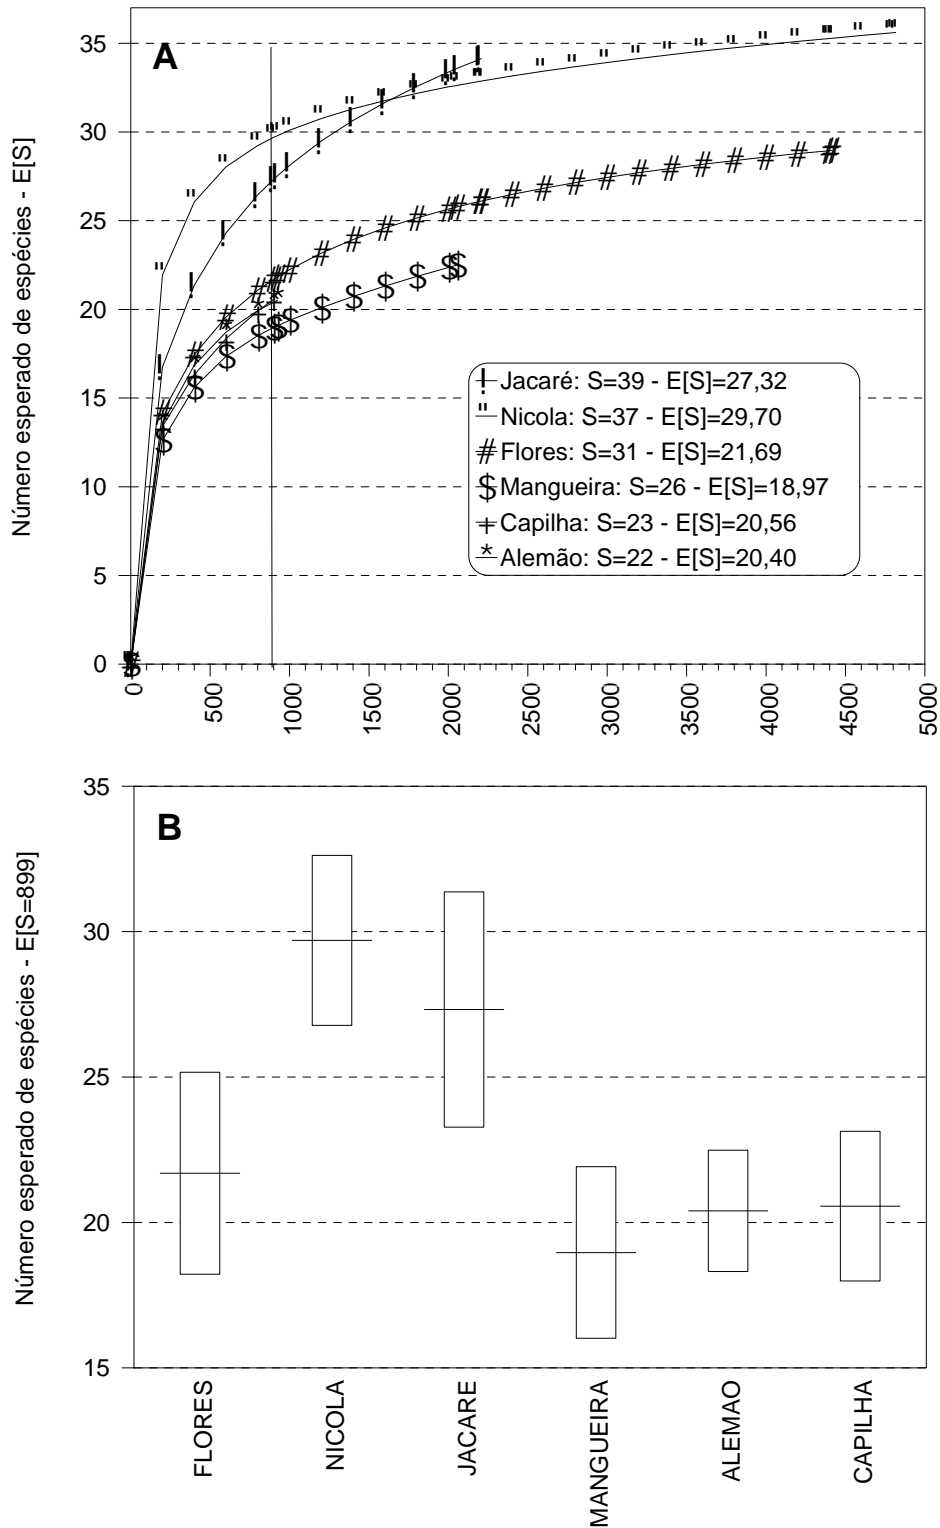 A
Número esperado de espécies - E[S]
35
30
25
20
15
10
5
0
! Jacaré: S=39 - E[S]=27,32
" Nicola: S=37 - E[S]=29,70
# Flores: S=31 - E[S]=21,69
$ Mangueira: S=26 - E[S]=18,97
+ Capilha: S=23 - E[S]=20,56
* Alemão: S=22 - E[S]=20,40
0 500 1000 1500 2000 2500 3000 3500 4000 4500 5000
B
Número esperado de espécies - E[S=899]
35
30
25
20
15
FLORES NICOLA JACARE MANGUEIRA ALEMAO CAPILHA